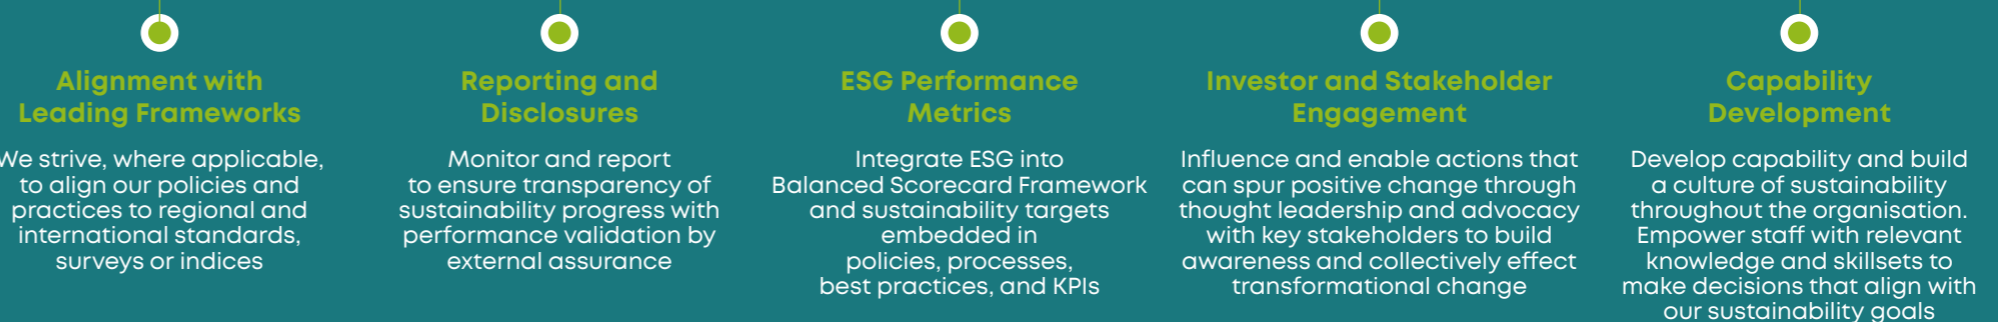 Alignment with
Leading Frameworks
We strive, where applicable,
to align our policies and
practices to regional and
international standards,
surveys or indices
Reporting and
Disclosures
Monitor and report
to ensure transparency of
sustainability progress with
performance validation by
external assurance
ESG Performance
Metrics
Integrate ESG into
Balanced Scorecard Framework
and sustainability targets
embedded in
policies, processes,
best practices, and KPIs
Investor and Stakeholder
Engagement
Influence and enable actions that
can spur positive change through
thought leadership and advocacy
with key stakeholders to build
awareness and collectively effect
transformational change
Capability
Development
Develop capability and build
a culture of sustainability
throughout the organisation.
Empower staff with relevant
knowledge and skillsets to
make decisions that align with
our sustainability goals